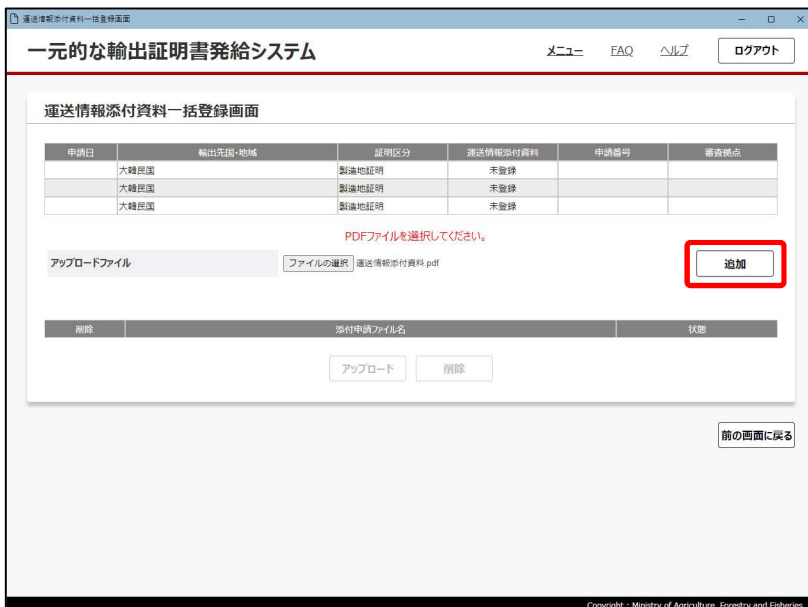 運送情報添付資料一括登録画面
一元的な輸出証明書発給システム メニュー FAQ ヘルプ ログアウト
運送情報添付資料一括登録画面
申請日 輸出先国・地域 証明区分 運送情報添付資料 申請番号 審査拠点
大韓民国 製造地証明 未登録
大韓民国 製造地証明 未登録
大韓民国 製造地証明 未登録
PDFファイルを選択してください。
アップロードファイル ファイルの選択 運送情報添付資料.pdf 追加
削除 添付申請ファイル名 状態
アップロード 削除
前の画面に戻る
Copyright : Ministry of Agriculture, Forestry and Fisheries